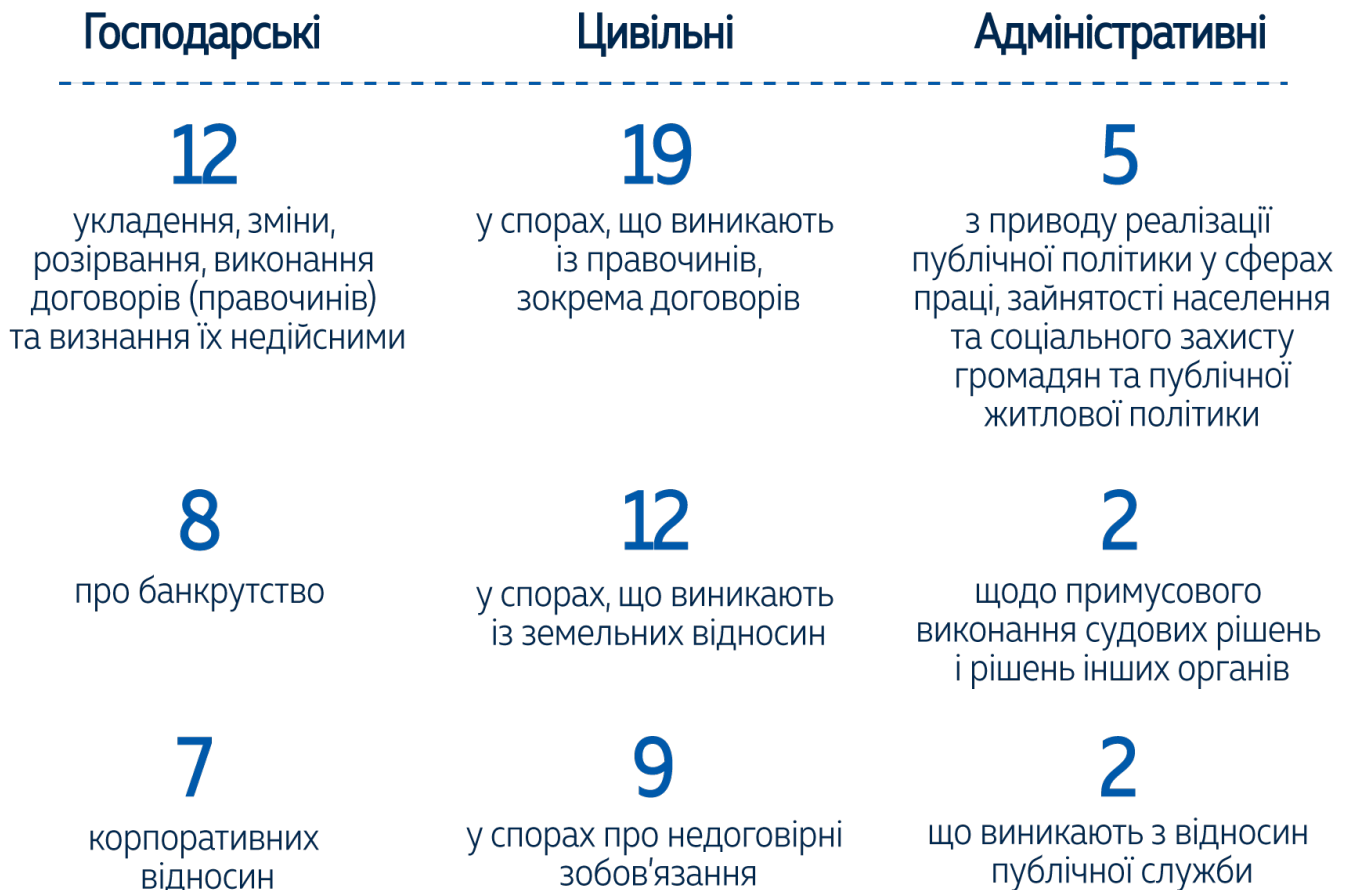 Господарські
Цивільні
Адміністративні
12
укладення, зміни,
розірвання, виконання
договорів (правочинів)
та визнання їх недійсними
19
у спорах, що виникають
із правочинів,
зокрема договорів
5
з приводу реалізації
публічної політики у сферах
праці, зайнятості населення
та соціального захисту
громадян та публічної
житлової політики
8
про банкрутство
12
у спорах, що виникають
із земельних відносин
2
щодо примусового
виконання судових рішень
і рішень інших органів
7
корпоративних
відносин
9
у спорах про недоговірні
зобов'язання
2
що виникають з відносин
публічної служби